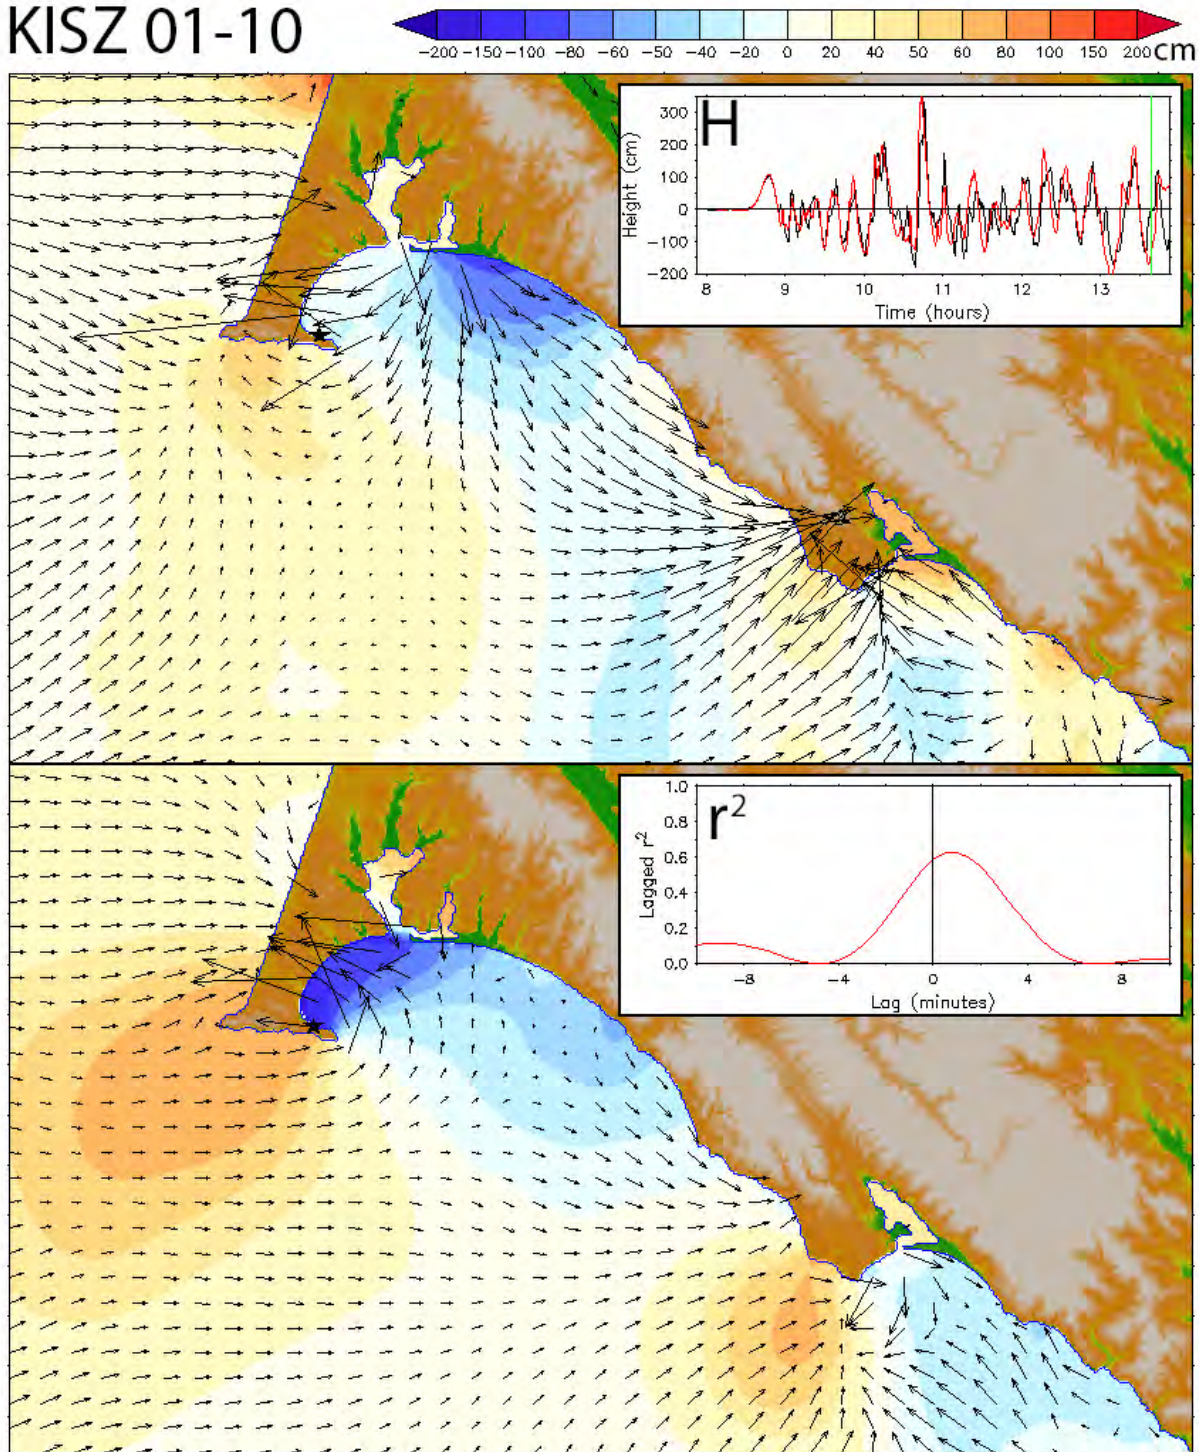 KISZ 01-10
-200 -150 -100 -80 -60 -50 -40 -20 0 20 40 50 60 80 100 150 200 cm
H
Height (cm)
300
200
100
0
-100
-200
8 9 10 11 12 13
Time (hours)
r²
Lagged r²
1.0
0.8
0.6
0.4
0.2
0.0
-8 -4 0 4 8
Lag (minutes)